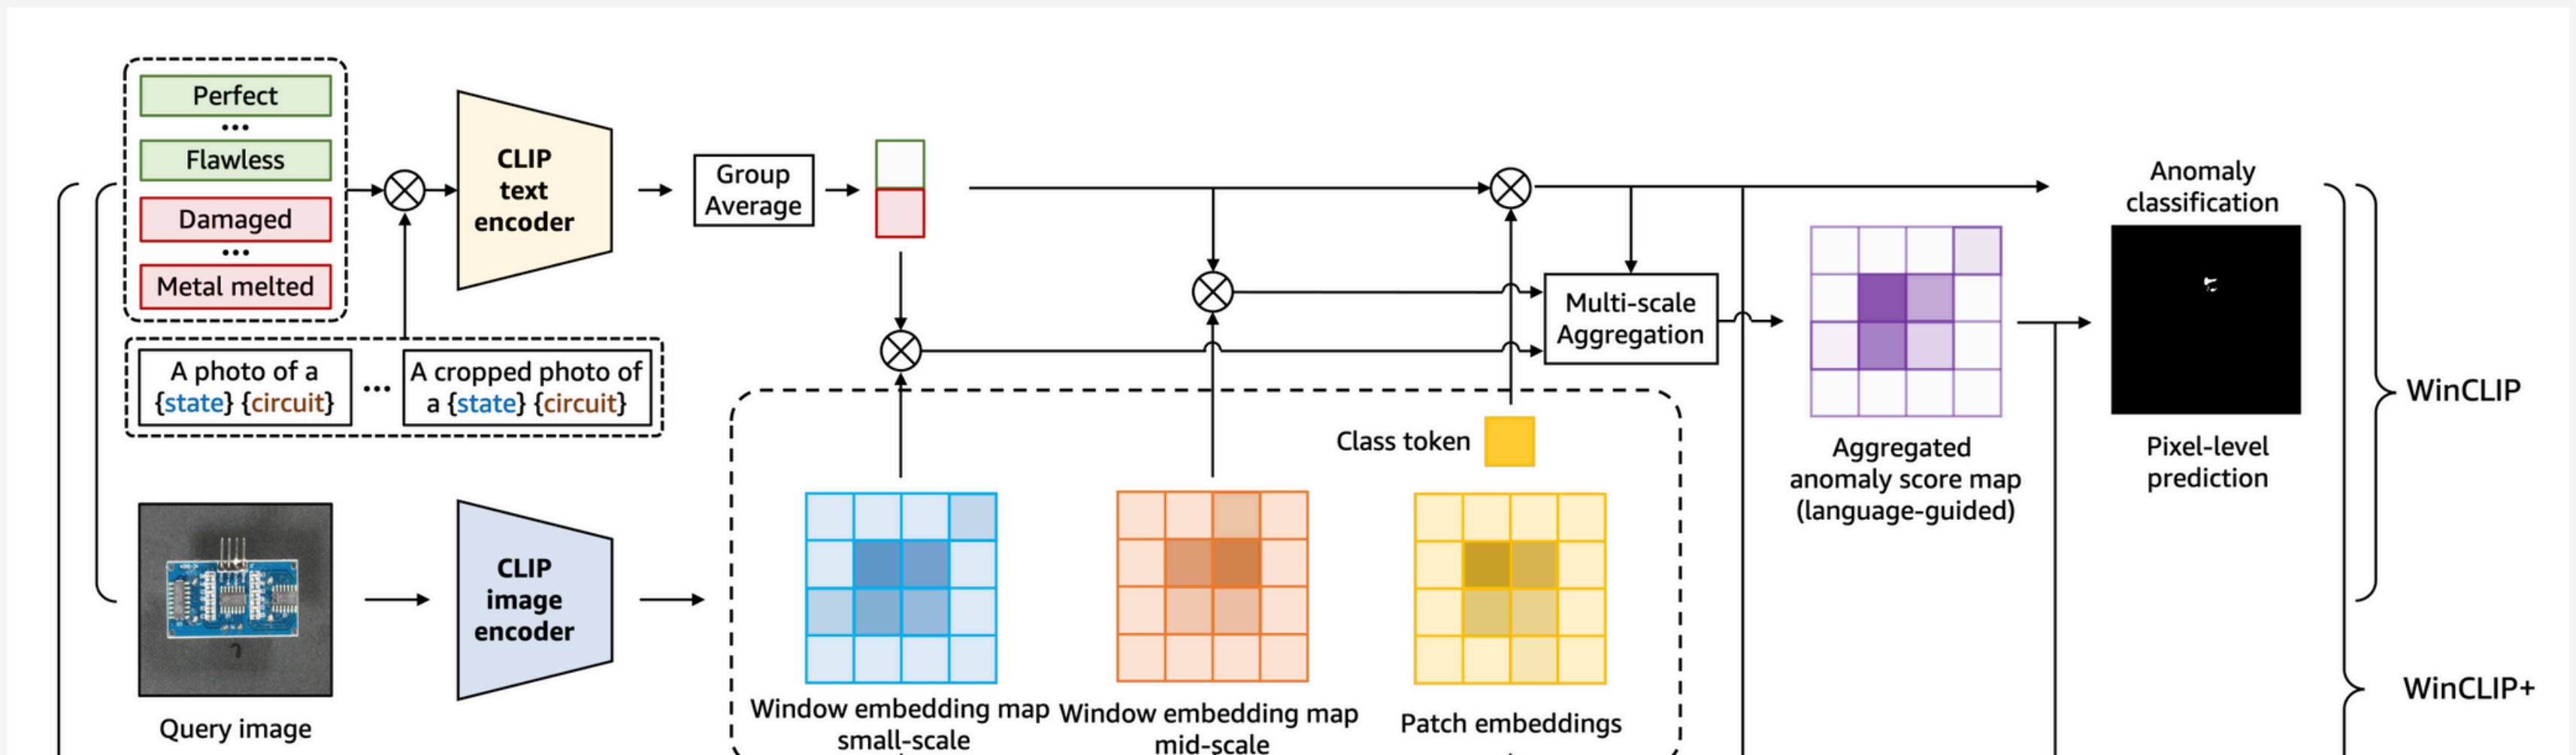 Perfect
...
Flawless
Damaged
...
Metal melted
A photo of a
{state} {circuit}
...
A cropped photo of
a {state} {circuit}
CLIP
text
encoder
Group
Average
Multi-scale
Aggregation
Anomaly
classification
Aggregated
anomaly score map
(language-guided)
Pixel-level
prediction
WinCLIP
WinCLIP+
Query image
CLIP
image
encoder
Class token
Window embedding map
small-scale
Window embedding map
mid-scale
Patch embeddings